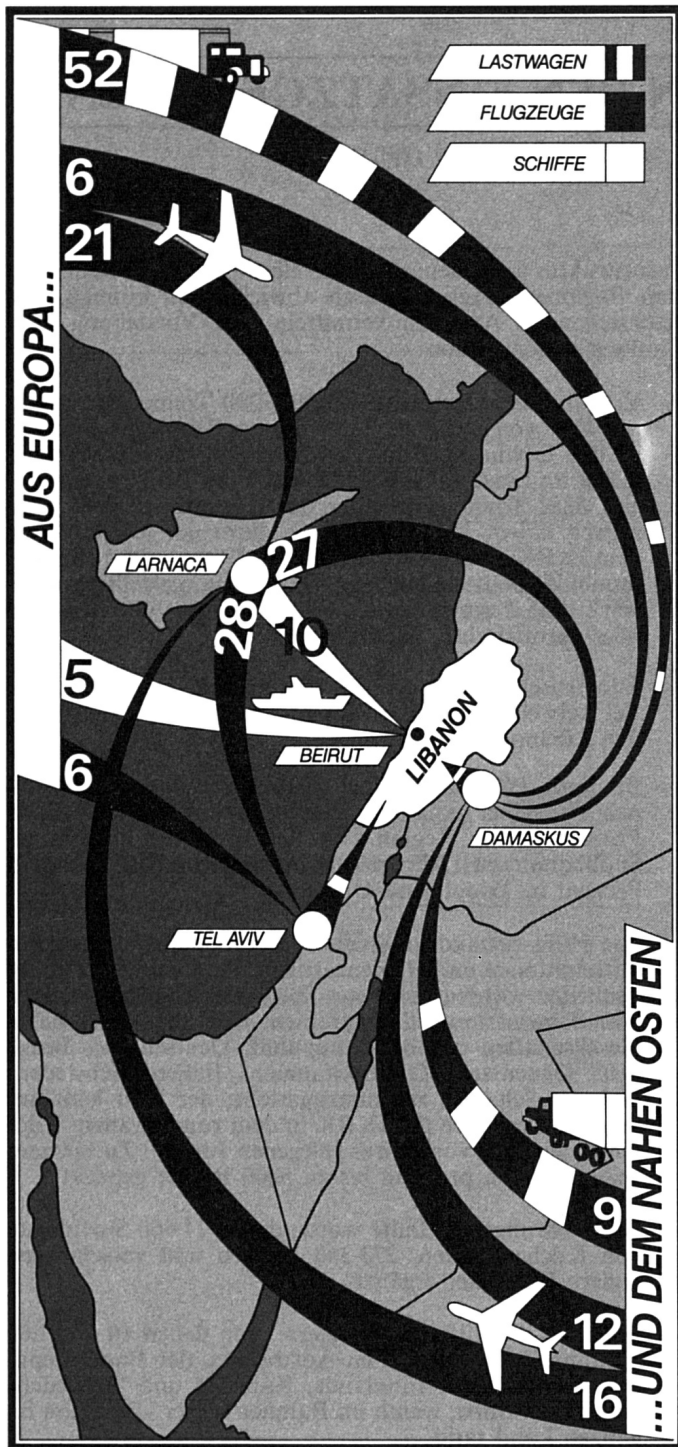 52
LASTWAGEN
FLUGZEUGE
SCHIFFE
6
21
AUS EUROPA...
LARNACA
27
28
10
5
6
BEIRUT
LIBANON
DAMASKUS
TEL AVIV
...UND DEM NAHEN OSTEN
9
12
16